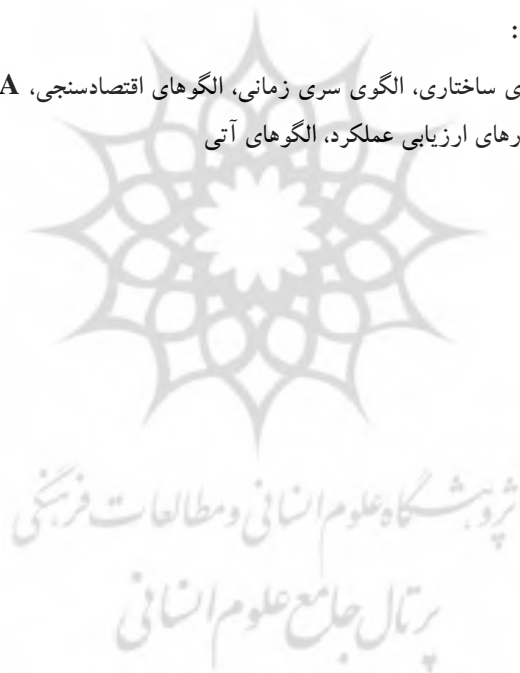 :
ی ساختاری، الگوی سری زمانی، الگوهای اقتصادسنجی، A
رهای ارزیابی عملکرد، الگوهای آتی
پژوهشگاه علوم انسانی و مطالعات فرهنگی
پرتال جامع علوم انسانی